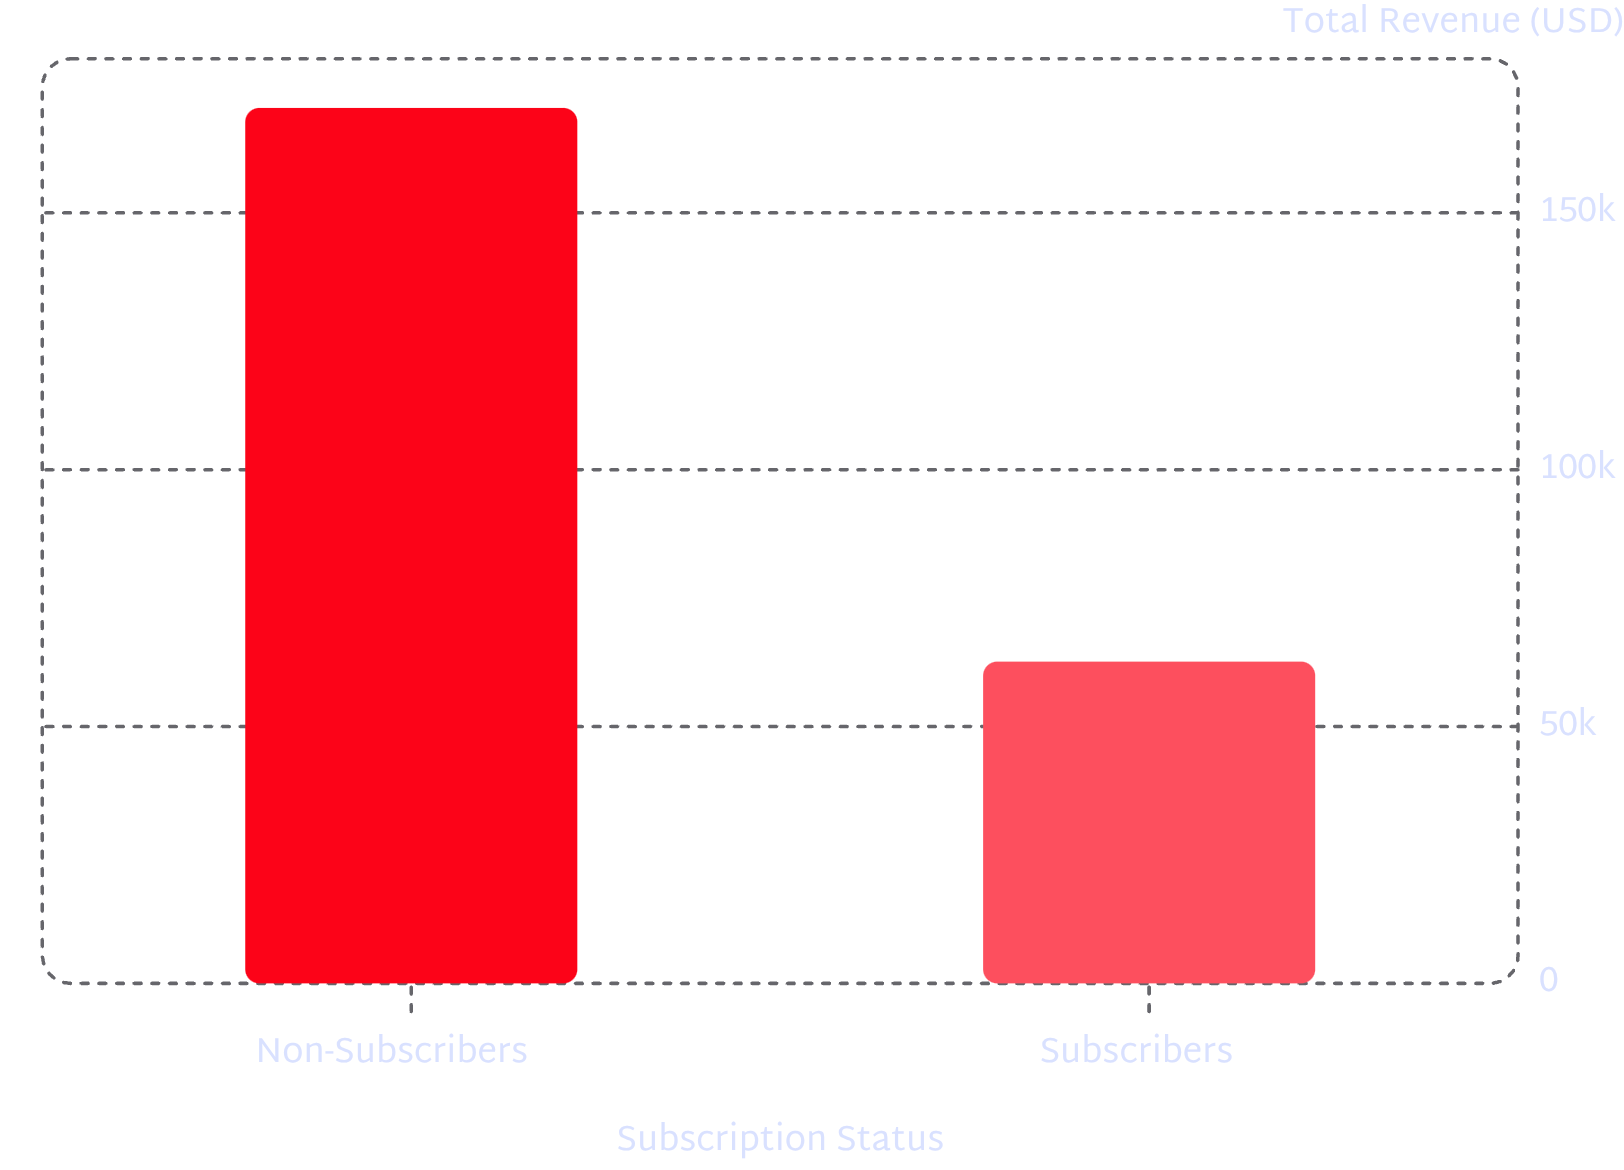 Total Revenue (USD)
150k
100k
50k
0
Non-Subscribers
Subscribers
Subscription Status